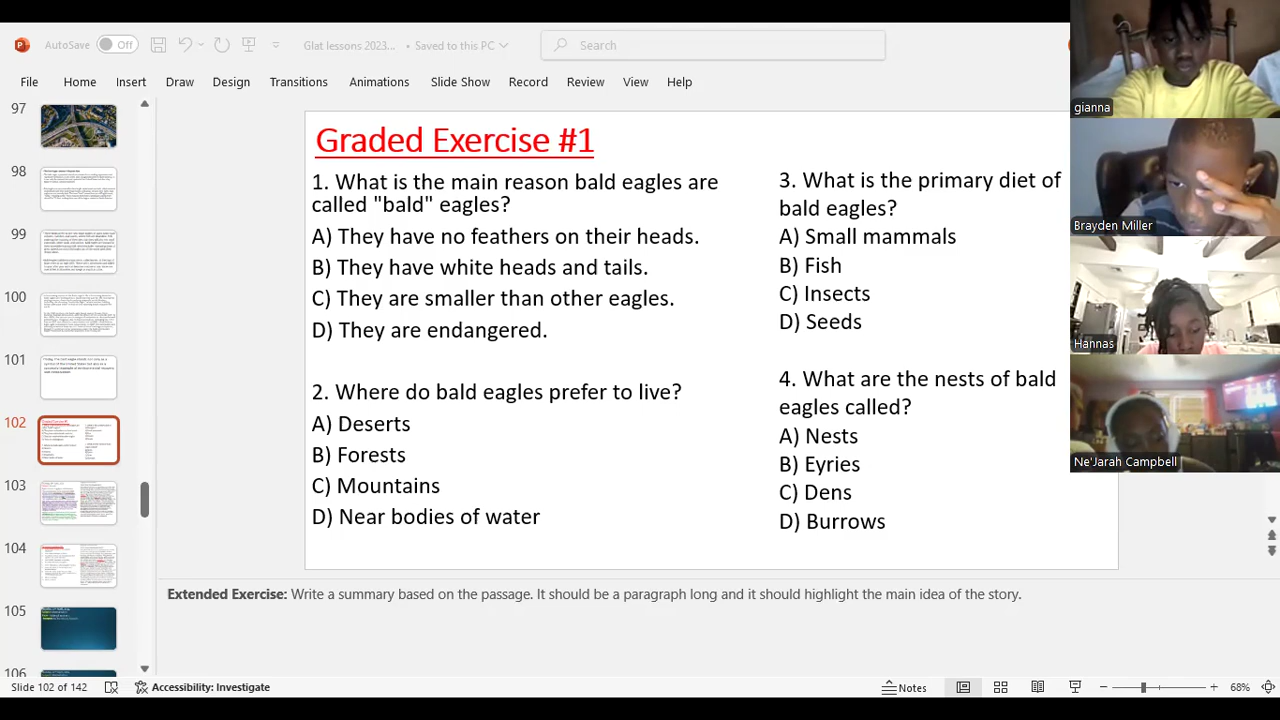 AutoSave
Off
Glat lessons 2023...
Saved to this PC
Search
File
Home
Insert
Draw
Design
Transitions
Animations
Slide Show
Record
Review
View
Help
97
98
99
100
101
102
103
104
105
106
Graded Exercise #1
1. What is the main reason bald eagles are
called "bald" eagles?
A) They have no feathers on their heads.
B) They have white heads and tails.
C) They are smaller than other eagles.
D) They are endangered.
2. Where do bald eagles prefer to live?
A) Deserts
B) Forests
C) Mountains
D) Near bodies of water
3. What is the primary diet of
bald eagles?
A) Small mammals
B) Fish
C) Insects
D) Seeds
4. What are the nests of bald
eagles called?
A) Nests
B) Eyries
C) Dens
D) Burrows
gianna
Brayden Miller
Hannas
Ne'Jarah Campbell
Extended Exercise: Write a summary based on the passage. It should be a paragraph long and it should highlight the main idea of the story.
Slide 102 of 142
Accessibility: Investigate
Notes
68%